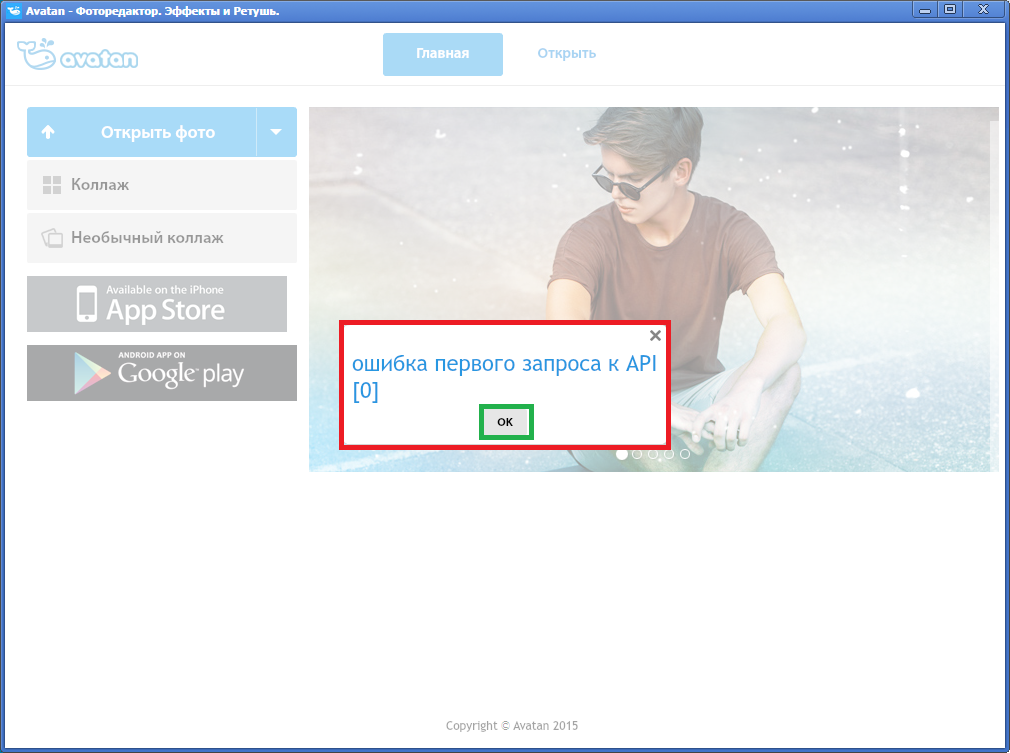 Avatan - Фоторедактор. Эффекты и Ретушь.
avatan
Главная
Открыть
Открыть фото
Коллаж
Необычный коллаж
Available on the iPhone
App Store
ANDROID APP ON
Google play
ошибка первого запроса к API
[0]
OK
Copyright © Avatan 2015